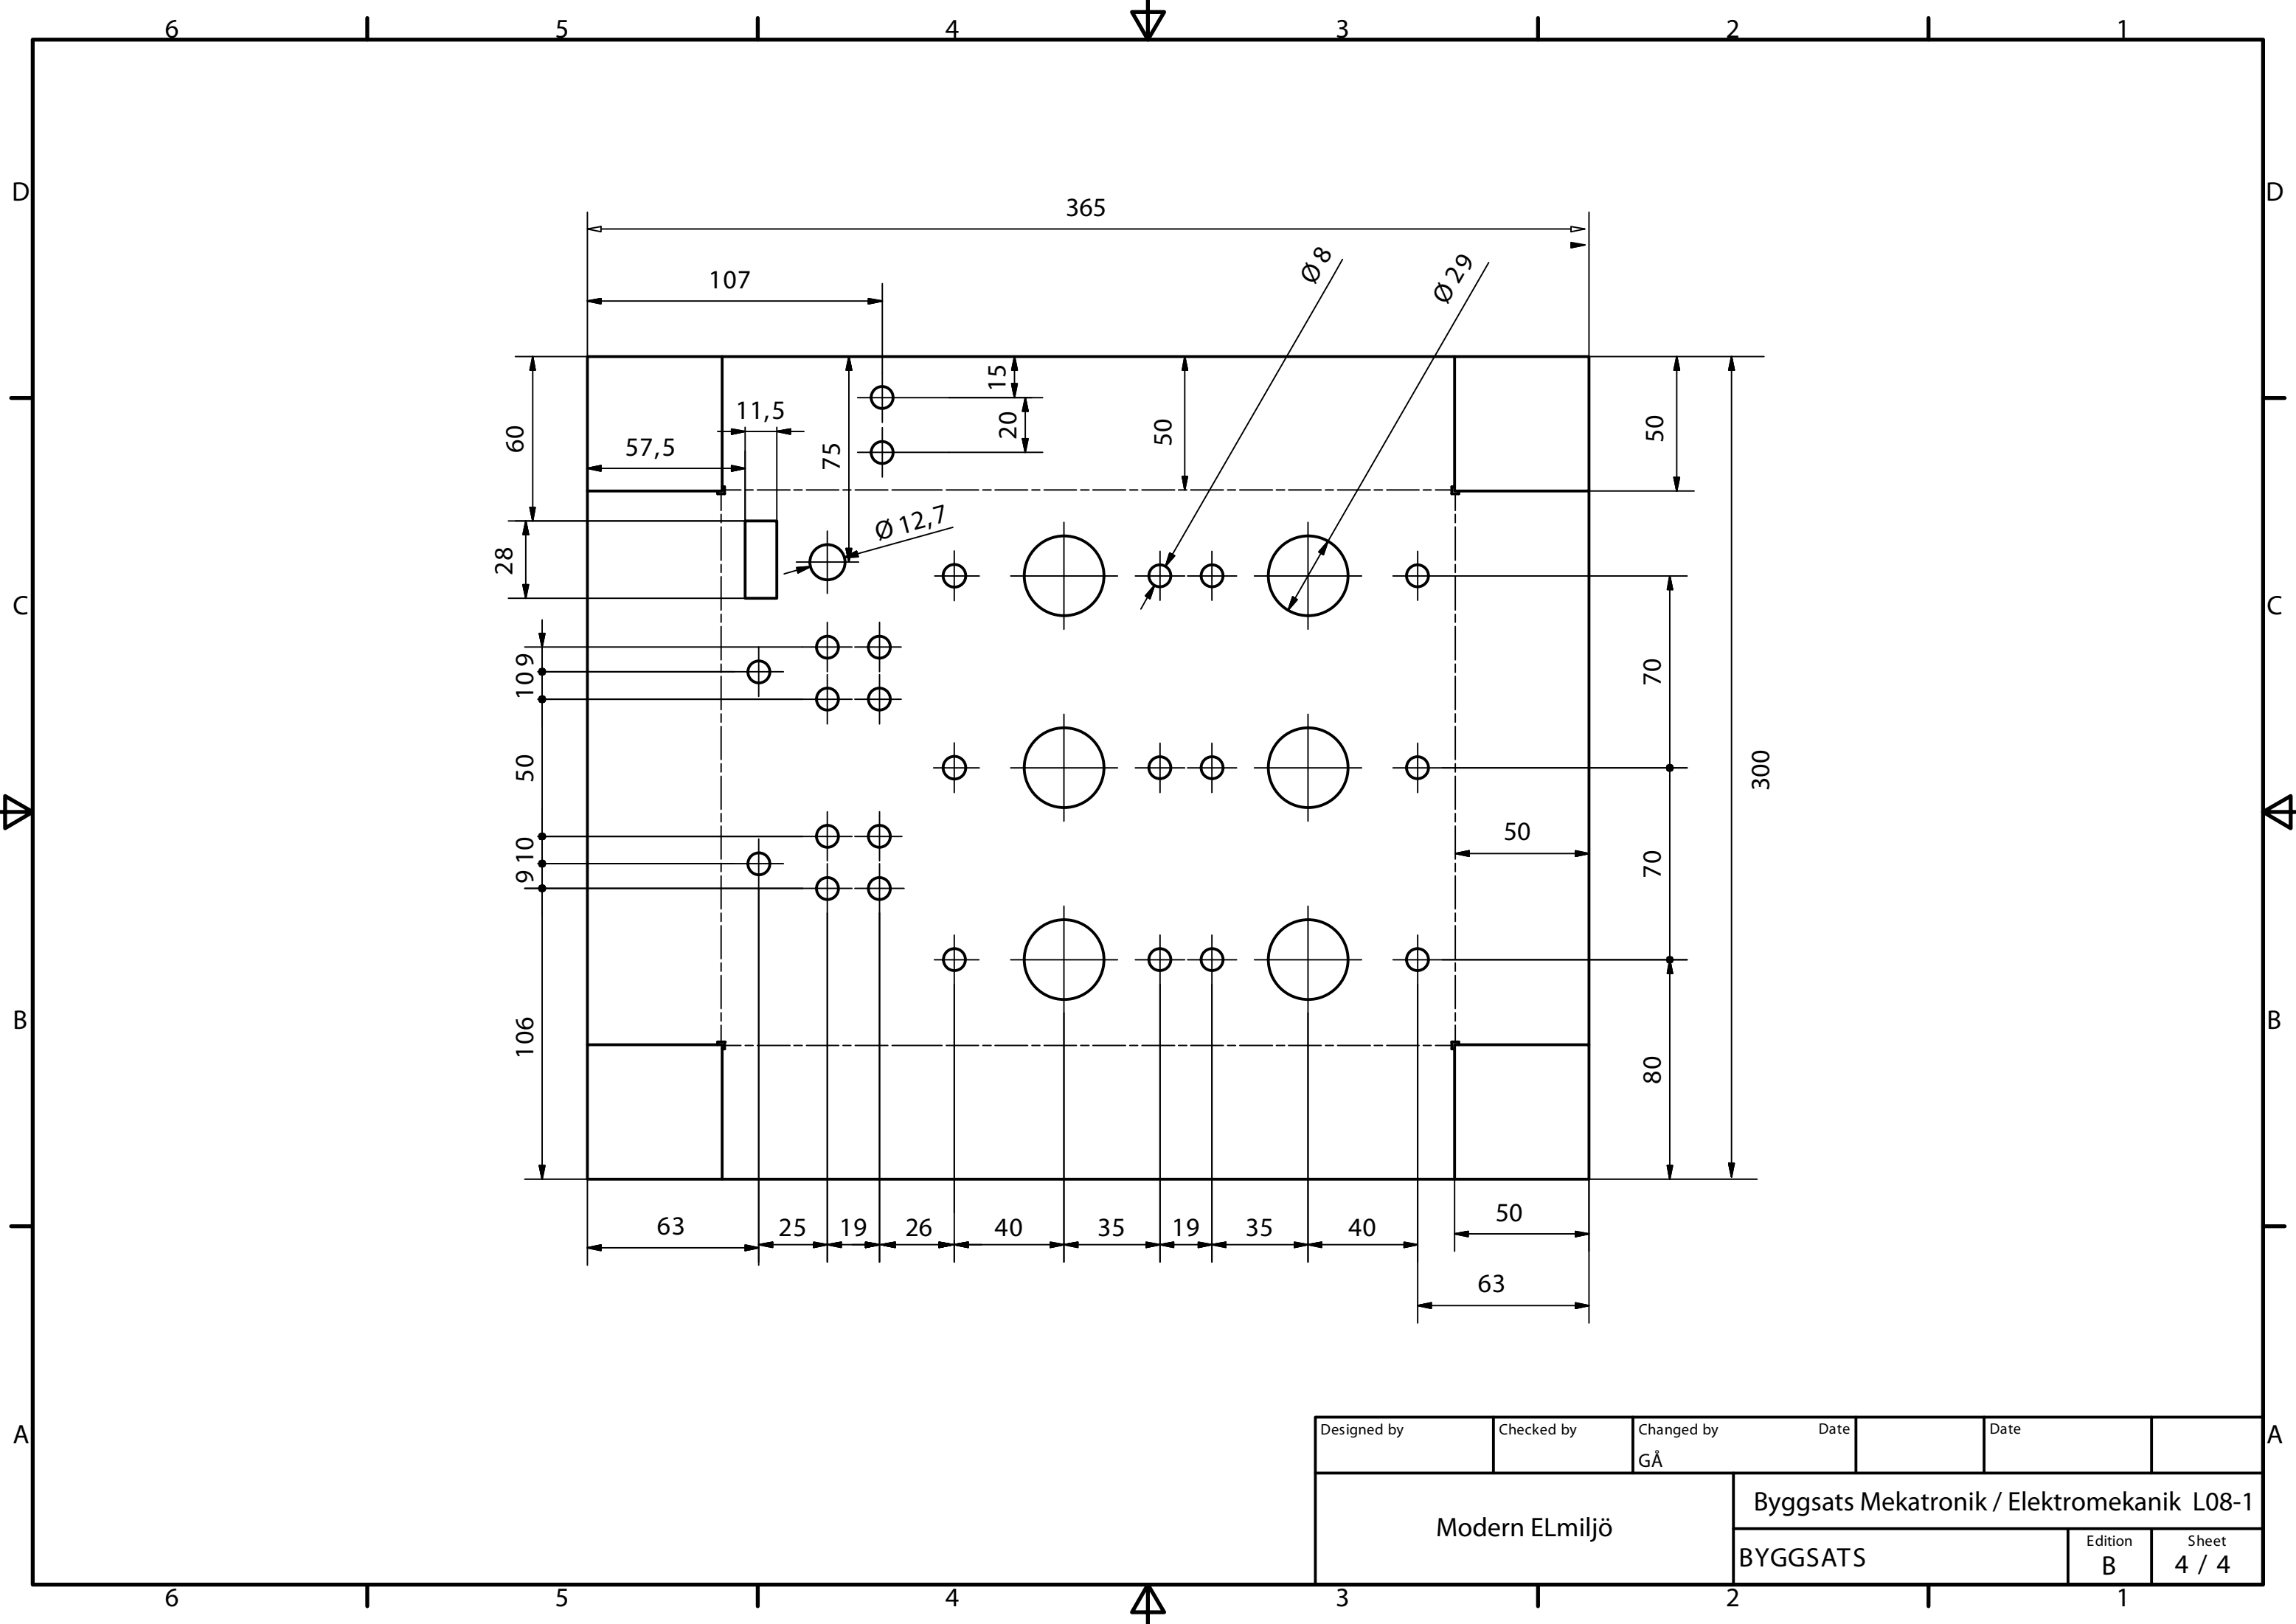 6 5 4 3 2 1
D D
365
107
Ø 8
Ø 29
15
11,5
20
60
57,5
75
50
50
Ø 12,7
28
C C
9
10
70
50
300
10
9
50
70
106
B B
80
63 25 19 26 40 35 19 35 40 50
63
A A
Designed by Checked by Changed by Date Date
GÅ
Modern ELmiljö
Byggsats Mekatronik / Elektromekanik L08-1
BYGGSATS
Edition
B
Sheet
4 / 4
6 5 4 3 2 1